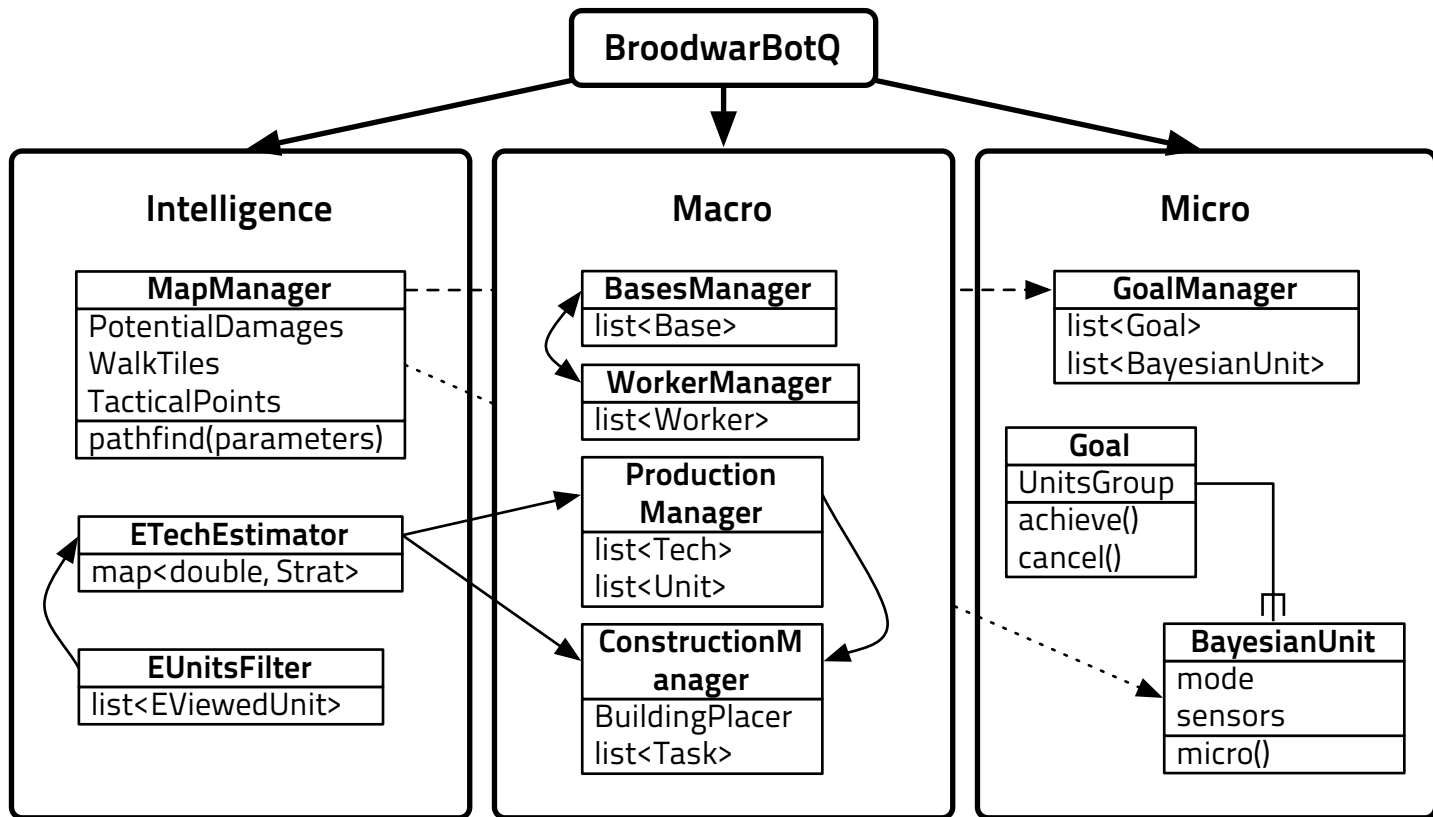 BroodwarBotQ
Intelligence
MapManager
PotentialDamages
WalkTiles
TacticalPoints
pathfind(parameters)
ETechEstimator
map<double, Strat>
EUnitsFilter
list<EViewedUnit>
Macro
BasesManager
list<Base>
WorkerManager
list<Worker>
Production
Manager
list<Tech>
list<Unit>
ConstructionM
anager
BuildingPlacer
list<Task>
Micro
GoalManager
list<Goal>
list<BayesianUnit>
Goal
UnitsGroup
achieve()
cancel()
BayesianUnit
mode
sensors
micro()